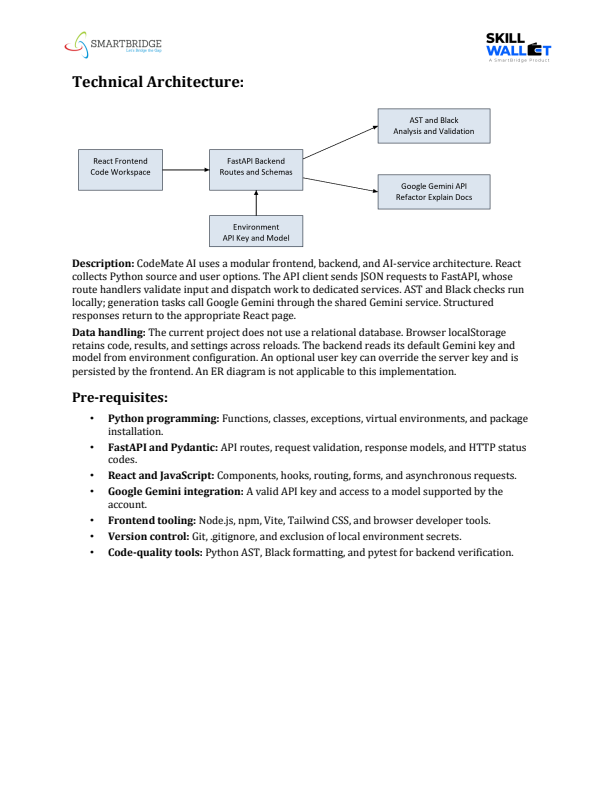 SMARTBRIDGE
Let's Bridge the Gap
SKILL
WALLET
A SmartBridge Product
Technical Architecture:
AST and Black
Analysis and Validation
React Frontend
Code Workspace
FastAPI Backend
Routes and Schemas
Google Gemini API
Refactor Explain Docs
Environment
API Key and Model
Description: CodeMate AI uses a modular frontend, backend, and AI-service architecture. React
collects Python source and user options. The API client sends JSON requests to FastAPI, whose
route handlers validate input and dispatch work to dedicated services. AST and Black checks run
locally; generation tasks call Google Gemini through the shared Gemini service. Structured
responses return to the appropriate React page.
Data handling: The current project does not use a relational database. Browser localStorage
retains code, results, and settings across reloads. The backend reads its default Gemini key and
model from environment configuration. An optional user key can override the server key and is
persisted by the frontend. An ER diagram is not applicable to this implementation.
Pre-requisites:
• Python programming: Functions, classes, exceptions, virtual environments, and package
installation.
• FastAPI and Pydantic: API routes, request validation, response models, and HTTP status
codes.
• React and JavaScript: Components, hooks, routing, forms, and asynchronous requests.
• Google Gemini integration: A valid API key and access to a model supported by the
account.
• Frontend tooling: Node.js, npm, Vite, Tailwind CSS, and browser developer tools.
• Version control: Git, .gitignore, and exclusion of local environment secrets.
• Code-quality tools: Python AST, Black formatting, and pytest for backend verification.